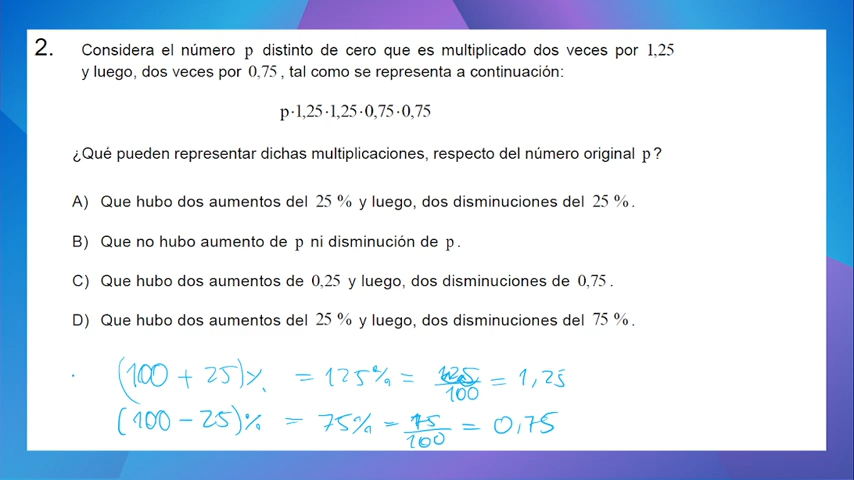 2. Considera el número p distinto de cero que es multiplicado dos veces por 1,25
y luego, dos veces por 0,75, tal como se representa a continuación:
p·1,25·1,25·0,75·0,75
¿Qué pueden representar dichas multiplicaciones, respecto del número original p?
A) Que hubo dos aumentos del 25 % y luego, dos disminuciones del 25 %.
B) Que no hubo aumento de p ni disminución de p.
C) Que hubo dos aumentos de 0,25 y luego, dos disminuciones de 0,75.
D) Que hubo dos aumentos del 25 % y luego, dos disminuciones del 75 %.
(100 + 25)% = 125% = 125/100 = 1,25
(100 - 25)% = 75% = 75/100 = 0,75